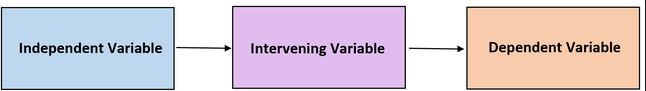 Independent Variable
Intervening Variable
Dependent Variable